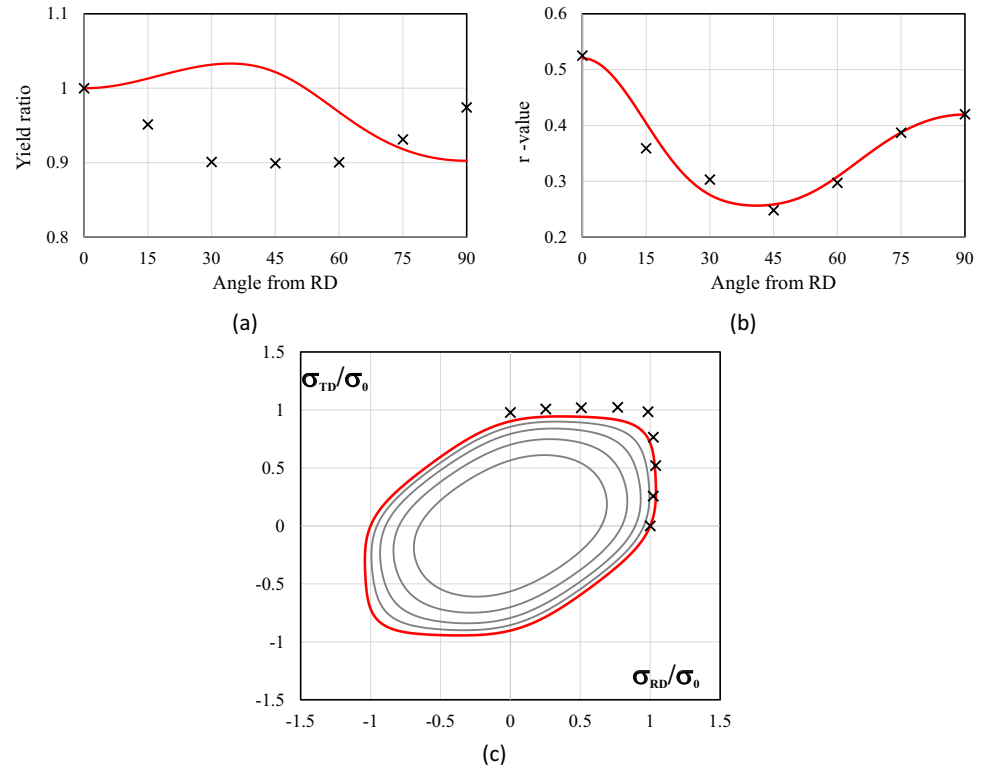 1.1
1
0.9
0.8
Yield ratio
0 15 30 45 60 75 90
Angle from RD
(a)
0.6
0.5
0.4
0.3
0.2
r -value
0 15 30 45 60 75 90
Angle from RD
(b)
1.5
1
0.5
0
-0.5
-1
-1.5
σTD/σ0
σRD/σ0
-1.5 -1 -0.5 0 0.5 1 1.5
(c)